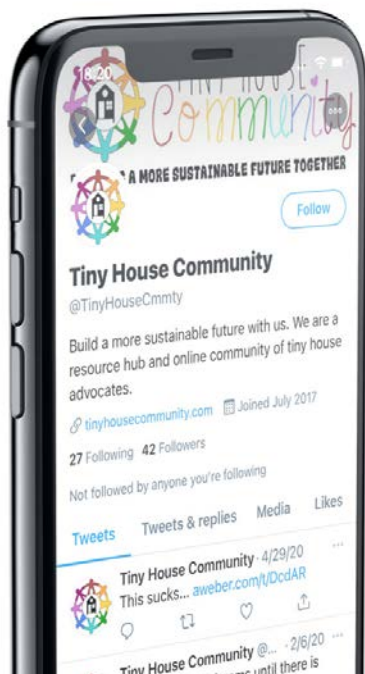 18:20
TINY HOUSE
Community
A MORE SUSTAINABLE FUTURE TOGETHER
Follow
Tiny House Community
@TinyHouseCmmty
Build a more sustainable future with us. We are a
resource hub and online community of tiny house
advocates.
tinyhousecommunity.com Joined July 2017
27 Following 42 Followers
Not followed by anyone you're following
Tweets Tweets & replies Media Likes
Tiny House Community · 4/29/20
This sucks... aweber.com/t/DcdAR
Tiny House Community @... · 2/6/20
until there is